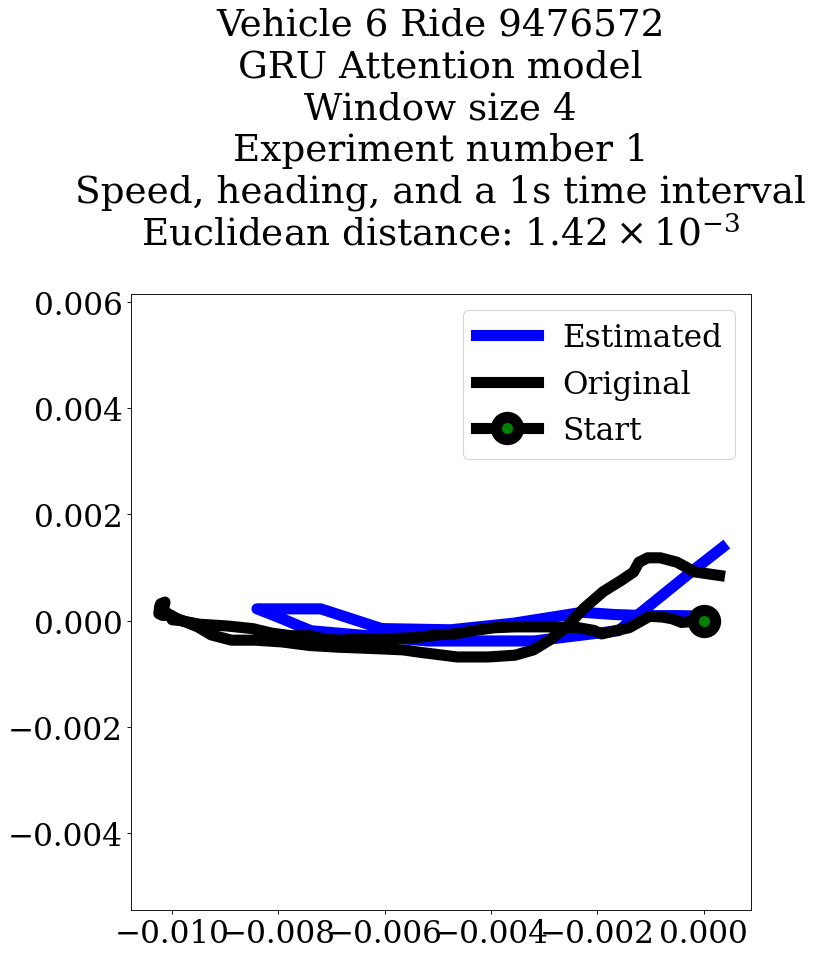 Vehicle 6 Ride 9476572
GRU Attention model
Window size 4
Experiment number 1
Speed, heading, and a 1s time interval
Euclidean distance: 1.42 × 10⁻³
0.006
0.004
0.002
0.000
−0.002
−0.004
Estimated
Original
Start
−0.010 −0.008 −0.006 −0.004 −0.002 0.000